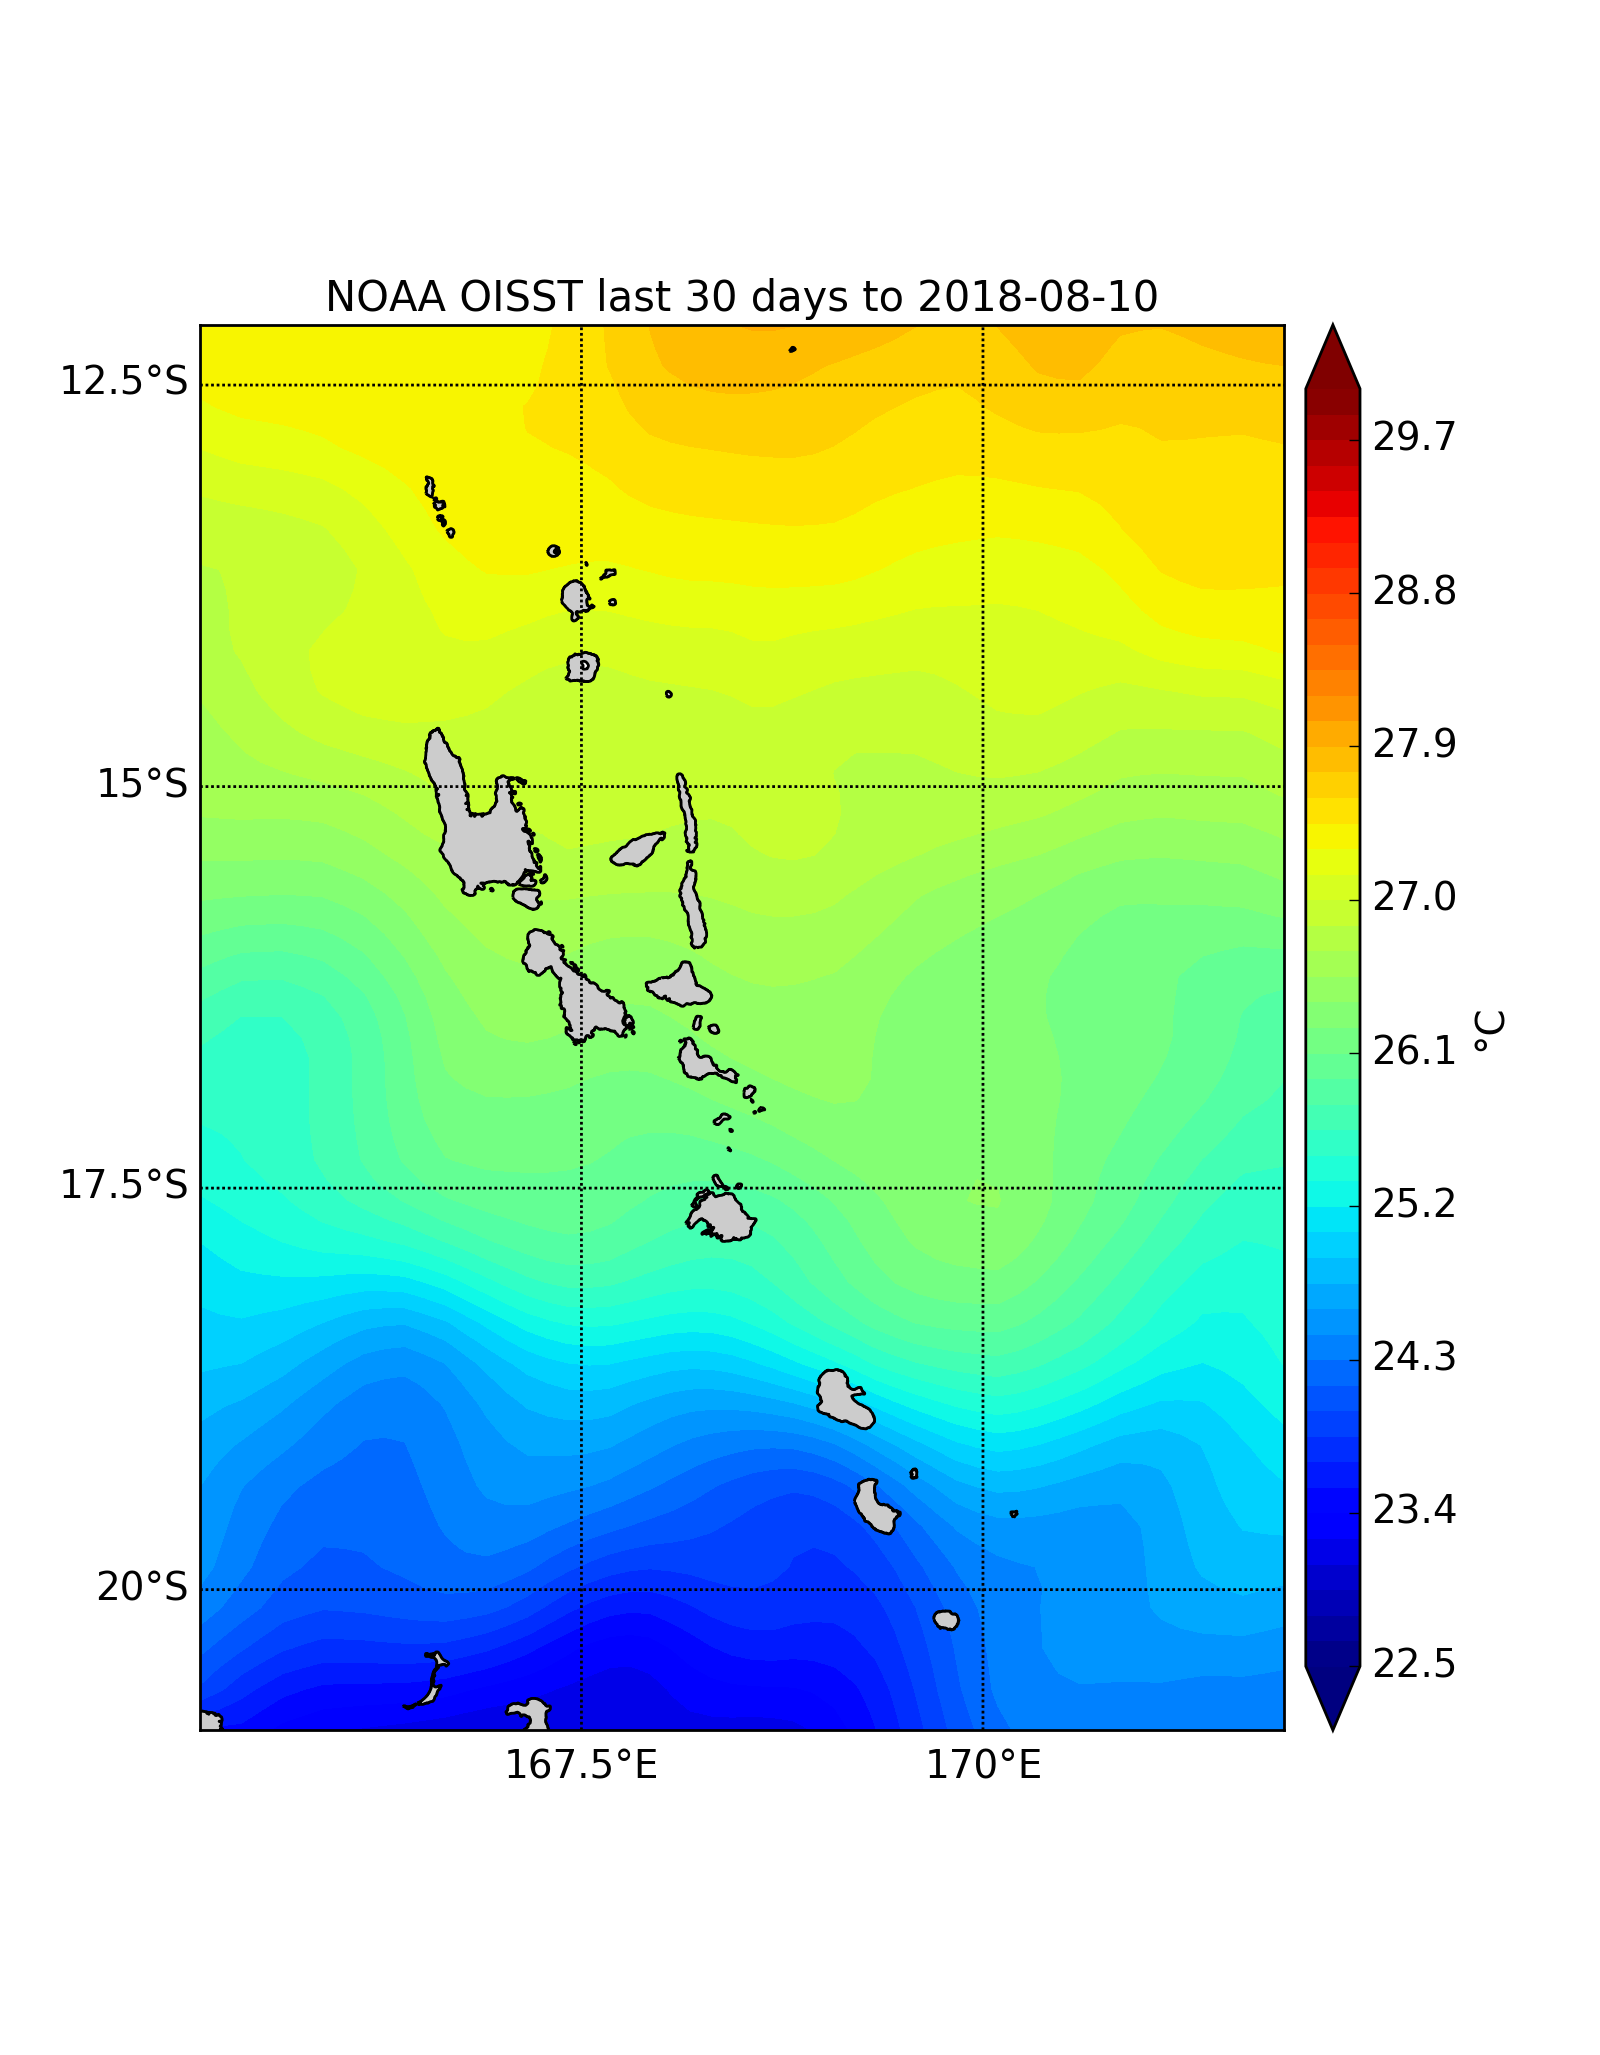 NOAA OISST last 30 days to 2018-08-10
12.5°S
15°S
17.5°S
20°S
167.5°E
170°E
29.7
28.8
27.9
27.0
26.1
25.2
24.3
23.4
22.5
°C